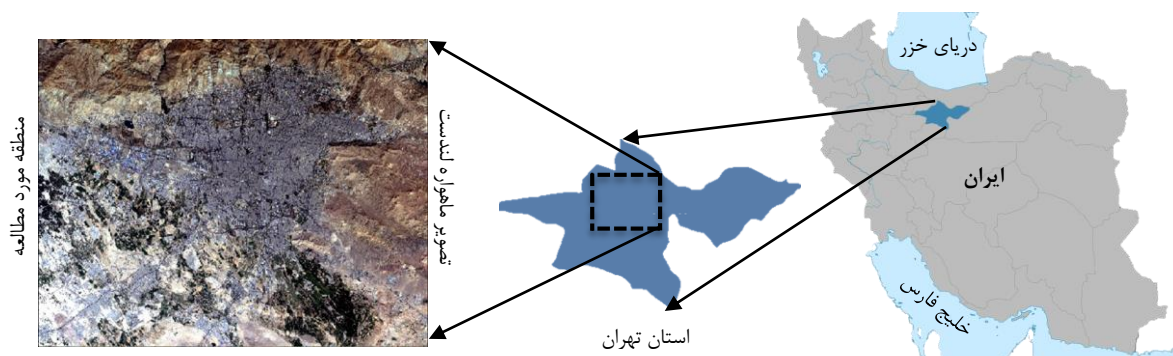 دریای خزر
ایران
خلیج فارس
استان تهران
تصویر ماهواره لندست
منطقه مورد مطالعه